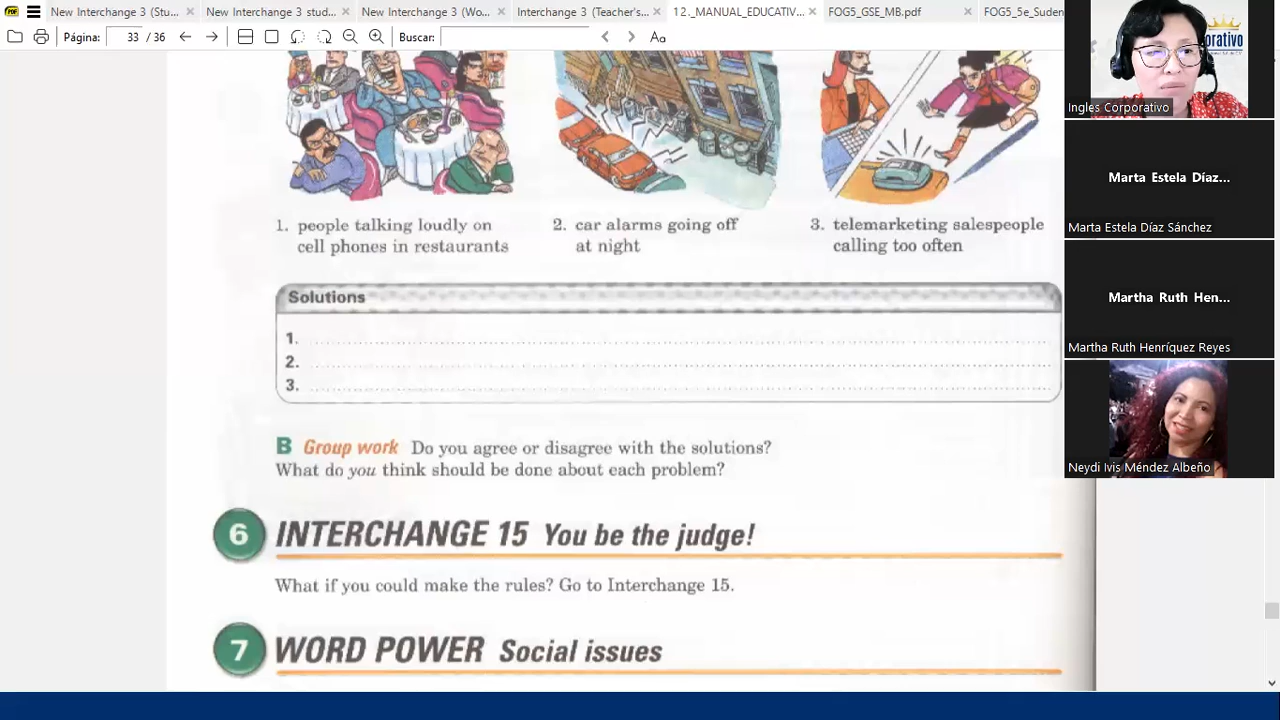 New Interchange 3 (Stu...
New Interchange 3 stud...
New Interchange 3 (Wo...
Interchange 3 (Teacher's...
12._MANUAL_EDUCATIV...
FOG5_GSE_MB.pdf
FOG5_5e_Suden
Página:
33 / 36
Buscar:
Aa
1. people talking loudly on
cell phones in restaurants
2. car alarms going off
at night
3. telemarketing salespeople
calling too often
Solutions
1.
2.
3.
B Group work Do you agree or disagree with the solutions?
What do you think should be done about each problem?
6 INTERCHANGE 15 You be the judge!
What if you could make the rules? Go to Interchange 15.
7 WORD POWER Social issues
orativo
Ingles Corporativo
Marta Estela Díaz...
Marta Estela Díaz Sánchez
Martha Ruth Hen...
Martha Ruth Henríquez Reyes
Neydi Ivis Méndez Albeño